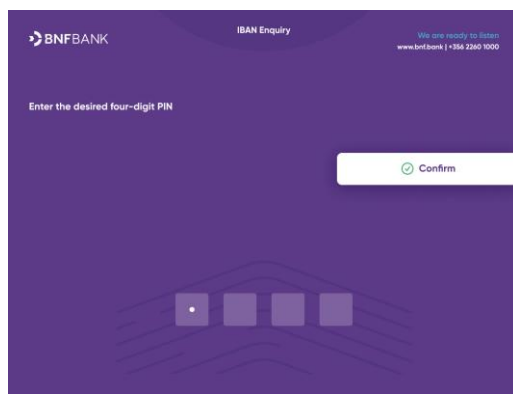 BNFBANK
IBAN Enquiry
We are ready to listen
www.bnf.bank | +356 2260 1000
Enter the desired four-digit PIN
Confirm